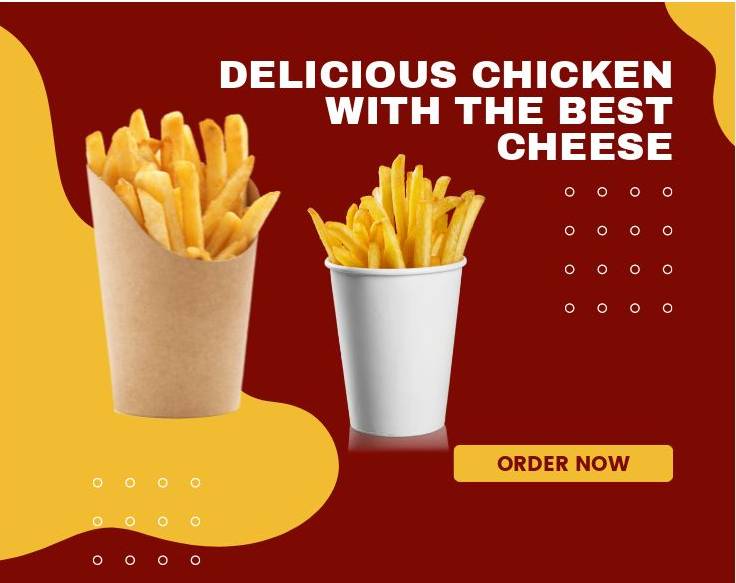 DELICIOUS CHICKEN
WITH THE BEST
CHEESE
ORDER NOW